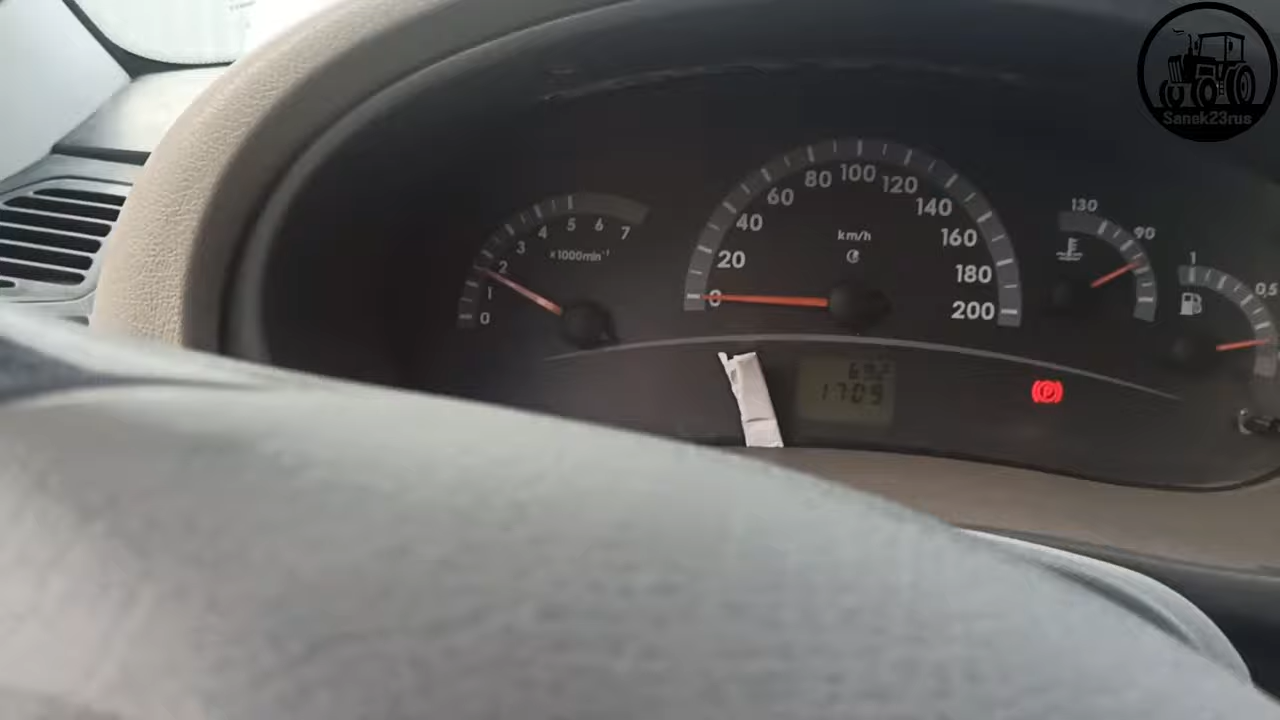 Sanek23rus
0 1 2 3 4 5 6 7
x1000min⁻¹
0 20 40 60 80 100 120 140 160 180 200
km/h
130
90
1
0,5
1709
P